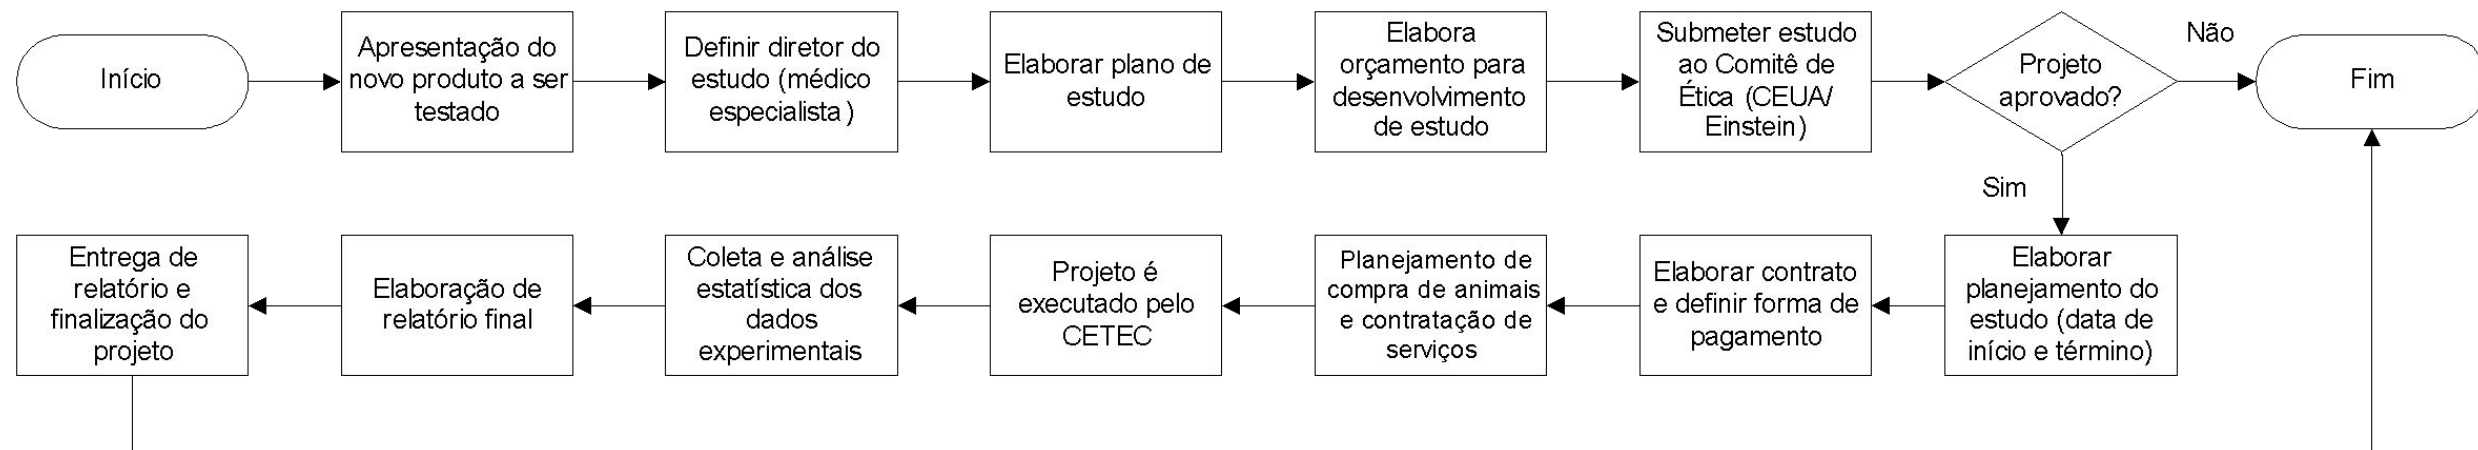 Início
Apresentação do
novo produto a ser
testado
Definir diretor do
estudo (médico
especialista)
Elaborar plano de
estudo
Elabora
orçamento para
desenvolvimento
de estudo
Submeter estudo
ao Comitê de
Ética (CEUA/
Einstein)
Projeto
aprovado?
Não
Fim
Sim
Elaborar
planejamento do
estudo (data de
início e término)
Elaborar contrato
e definir forma de
pagamento
Planejamento de
compra de animais
e contratação de
serviços
Projeto é
executado pelo
CETEC
Coleta e análise
estatística dos
dados
experimentais
Elaboração de
relatório final
Entrega de
relatório e
finalização do
projeto